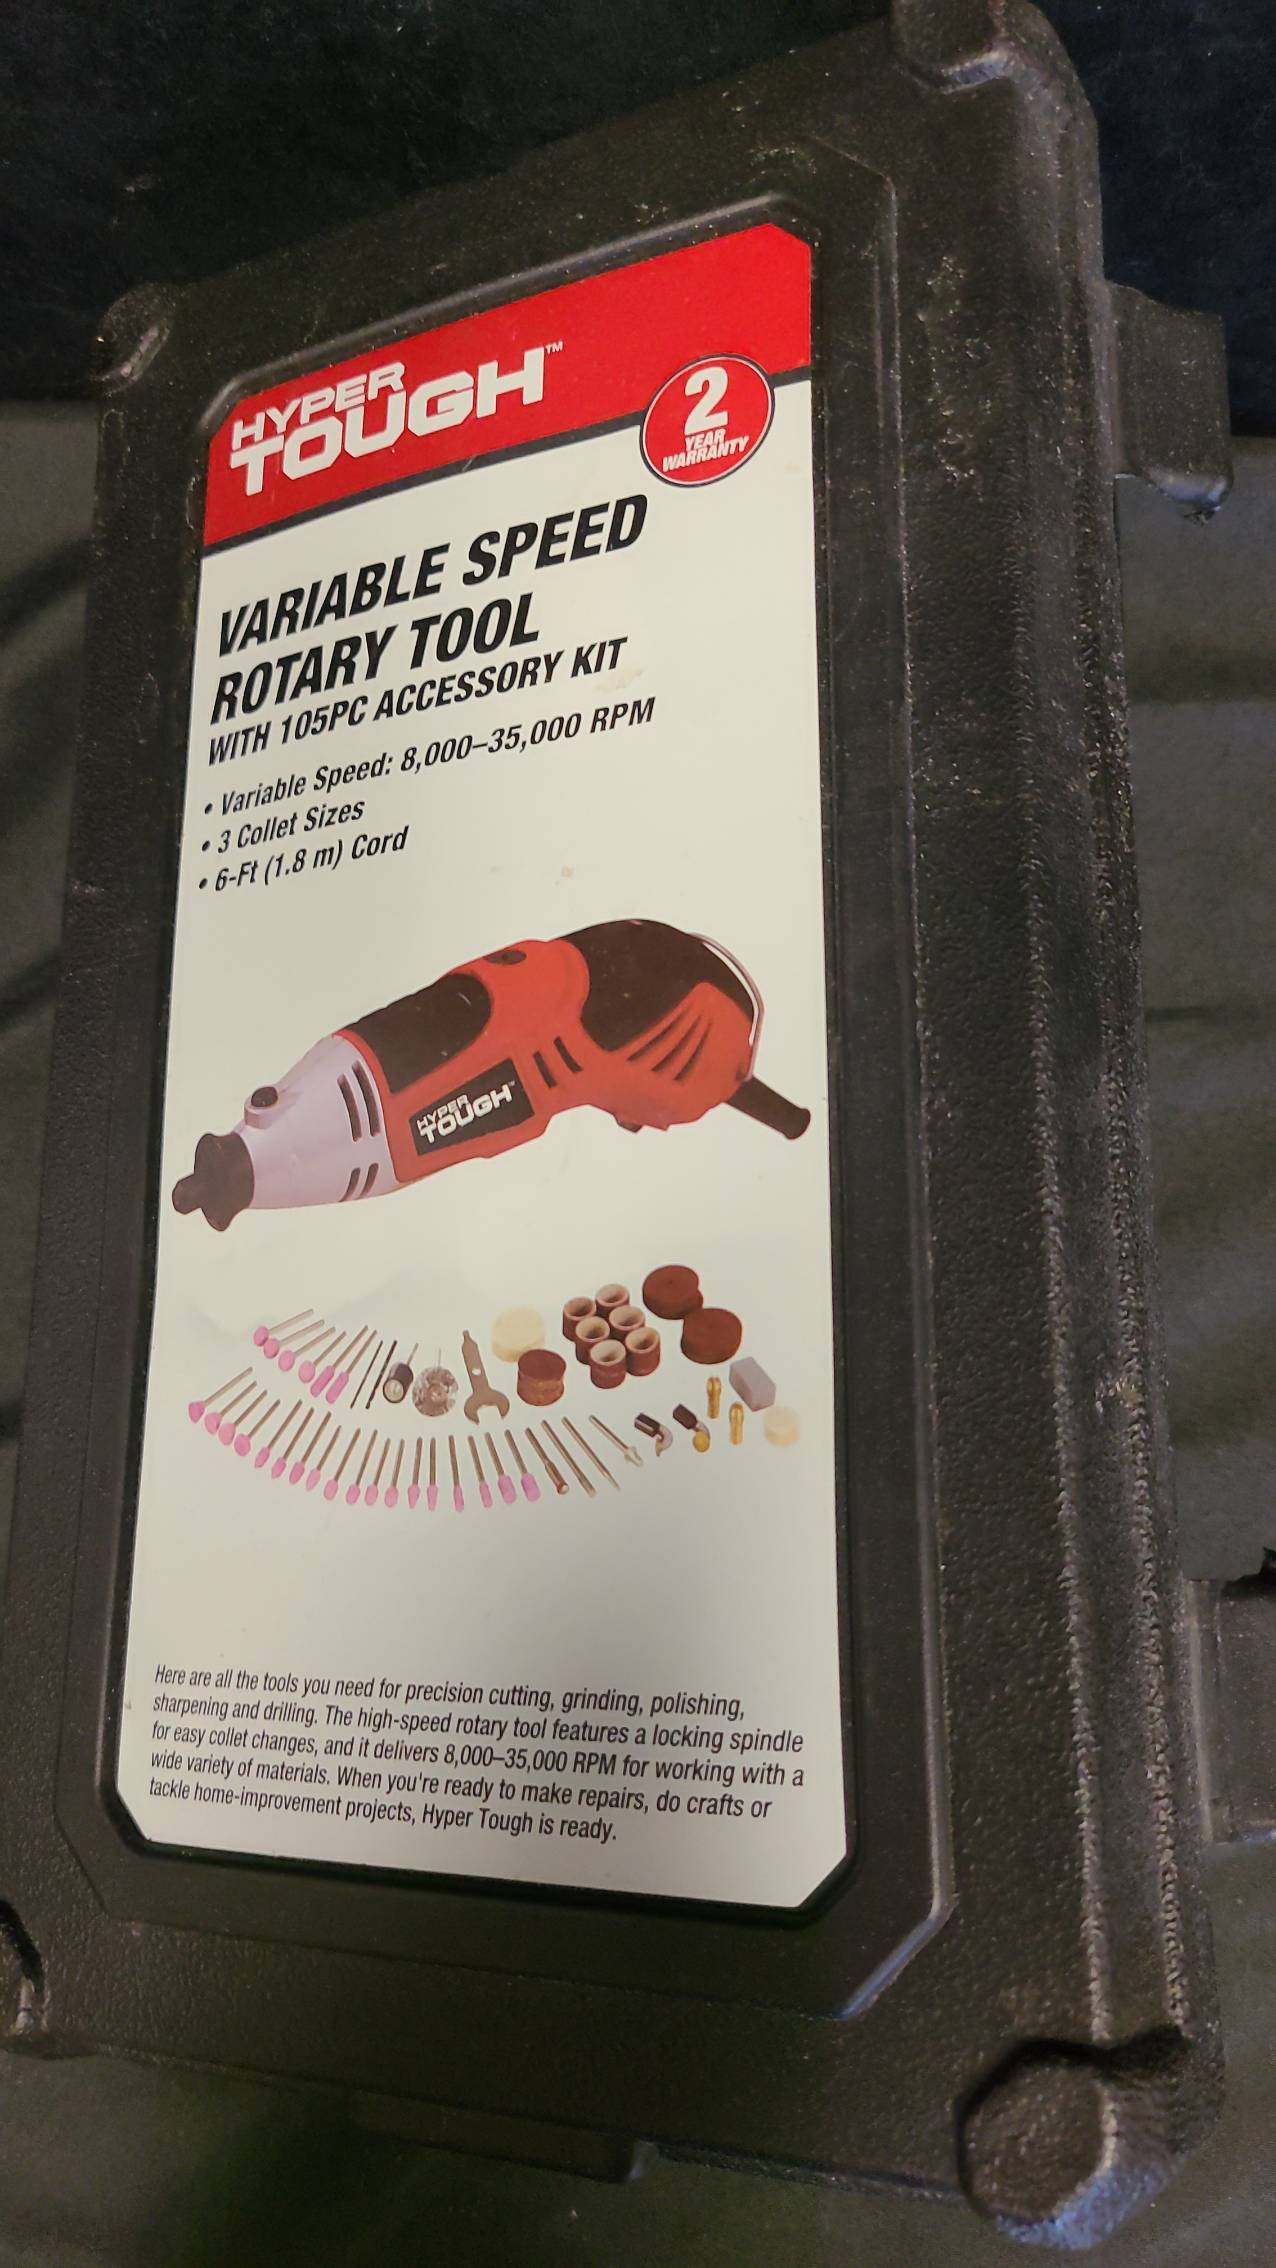 HYPER
TOUGH™
2
YEAR
WARRANTY
VARIABLE SPEED
ROTARY TOOL
WITH 105PC ACCESSORY KIT
• Variable Speed: 8,000–35,000 RPM
• 3 Collet Sizes
• 6-Ft (1.8 m) Cord
HYPER
TOUGH™
Here are all the tools you need for precision cutting, grinding, polishing,
sharpening and drilling. The high-speed rotary tool features a locking spindle
for easy collet changes, and it delivers 8,000–35,000 RPM for working with a
wide variety of materials. When you're ready to make repairs, do crafts or
tackle home-improvement projects, Hyper Tough is ready.